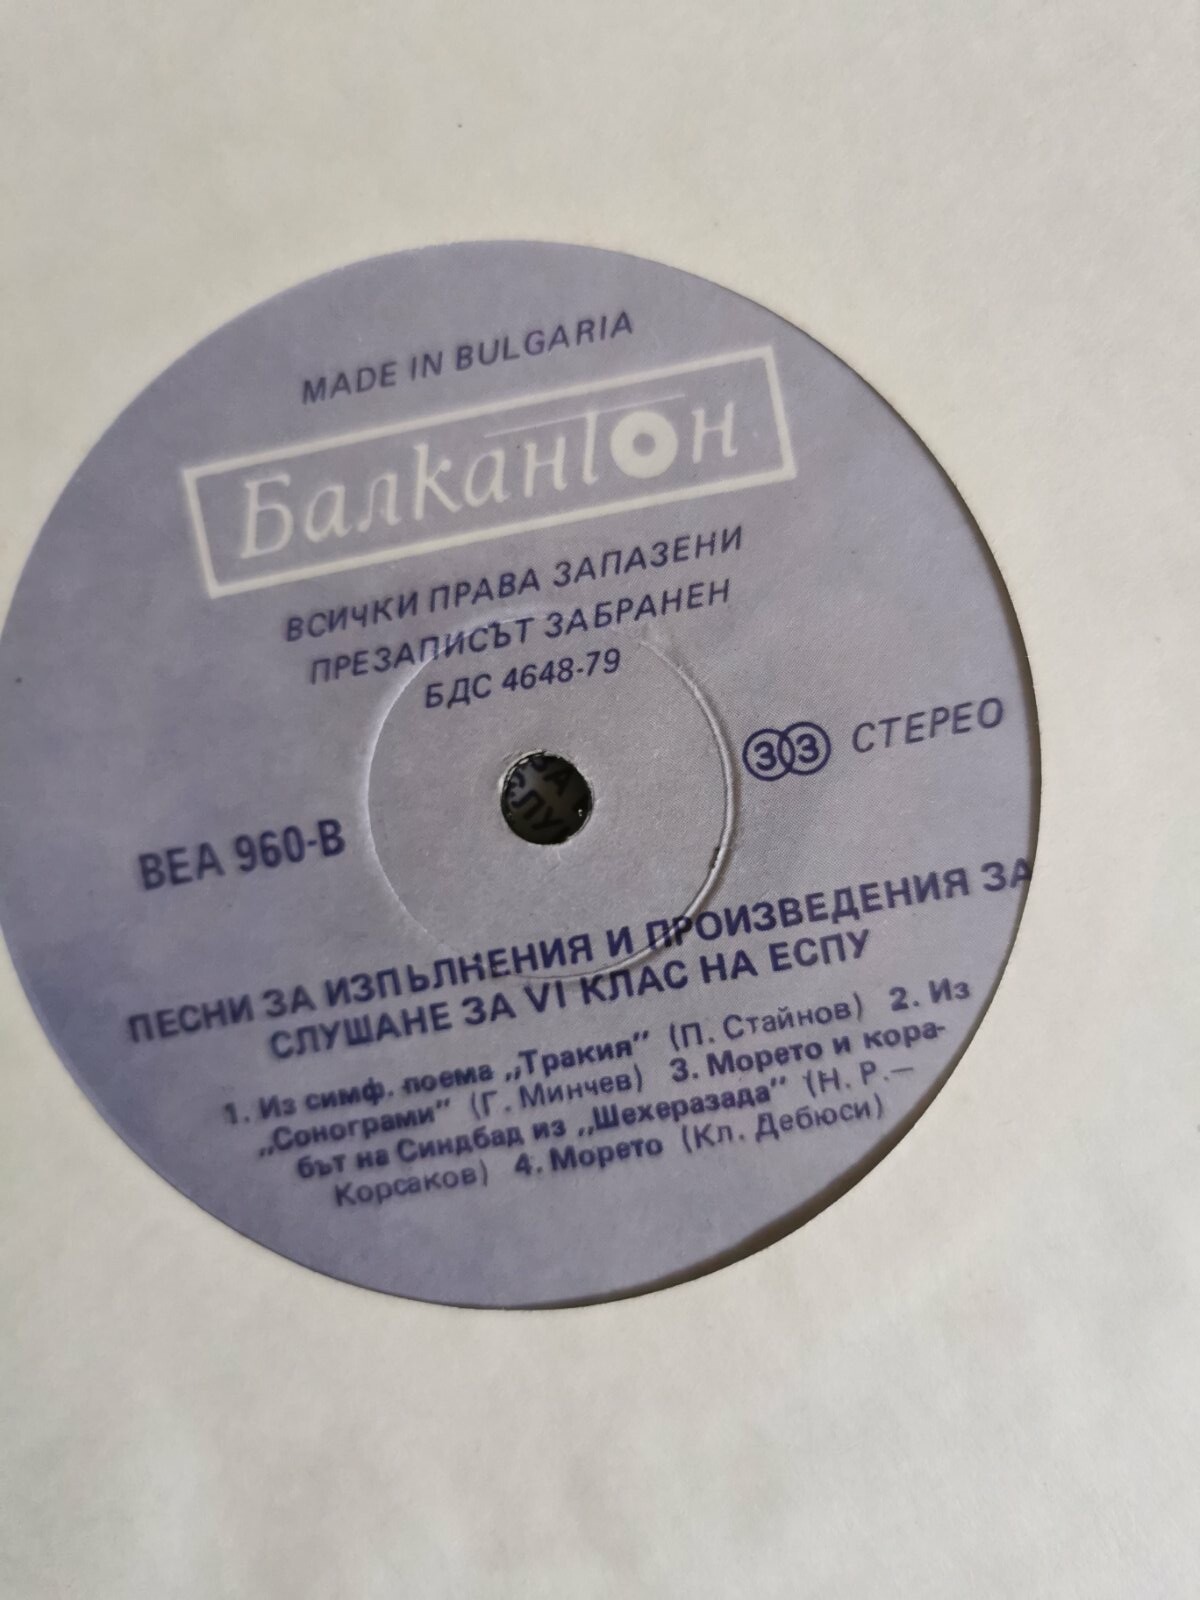 MADE IN BULGARIA
Балкантон
ВСИЧКИ ПРАВА ЗАПАЗЕНИ
ПРЕЗАПИСЪТ ЗАБРАНЕН
БДС 4648-79
33 СТЕРЕО
ВЕА 960-В
ПЕСНИ ЗА ИЗПЪЛНЕНИЯ И ПРОИЗВЕДЕНИЯ ЗА
СЛУШАНЕ ЗА VI КЛАС НА ЕСПУ
1. Из симф. поема „Тракия" (П. Стайнов) 2. Из
„Сонограми" (Г. Минчев) 3. Морето и кора-
бът на Синдбад из „Шехеразада" (Н. Р.—
Корсаков) 4. Морето (Кл. Дебюси)